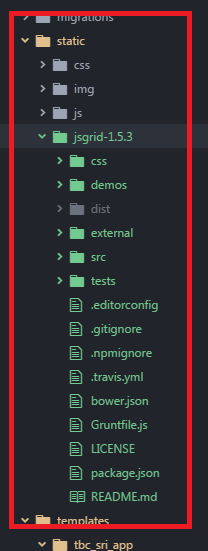 migrations
static
css
img
js
jsgrid-1.5.3
css
demos
dist
external
src
tests
.editorconfig
.gitignore
.npmignore
.travis.yml
bower.json
Gruntfile.js
LICENSE
package.json
README.md
templates
tbc_sri_app